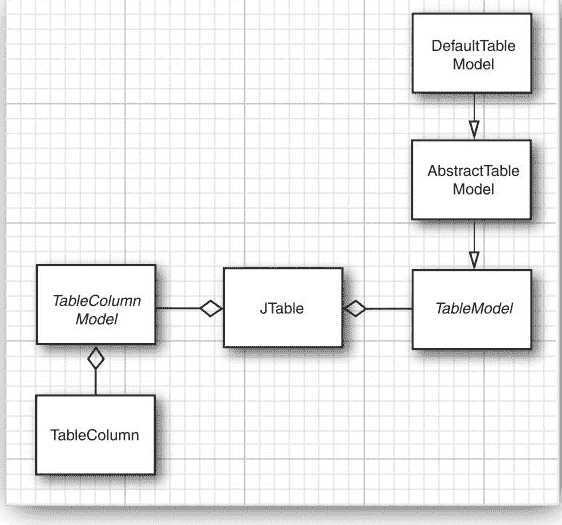 DefaultTable
Model
AbstractTable
Model
TableColumn
Model
JTable
TableModel
TableColumn